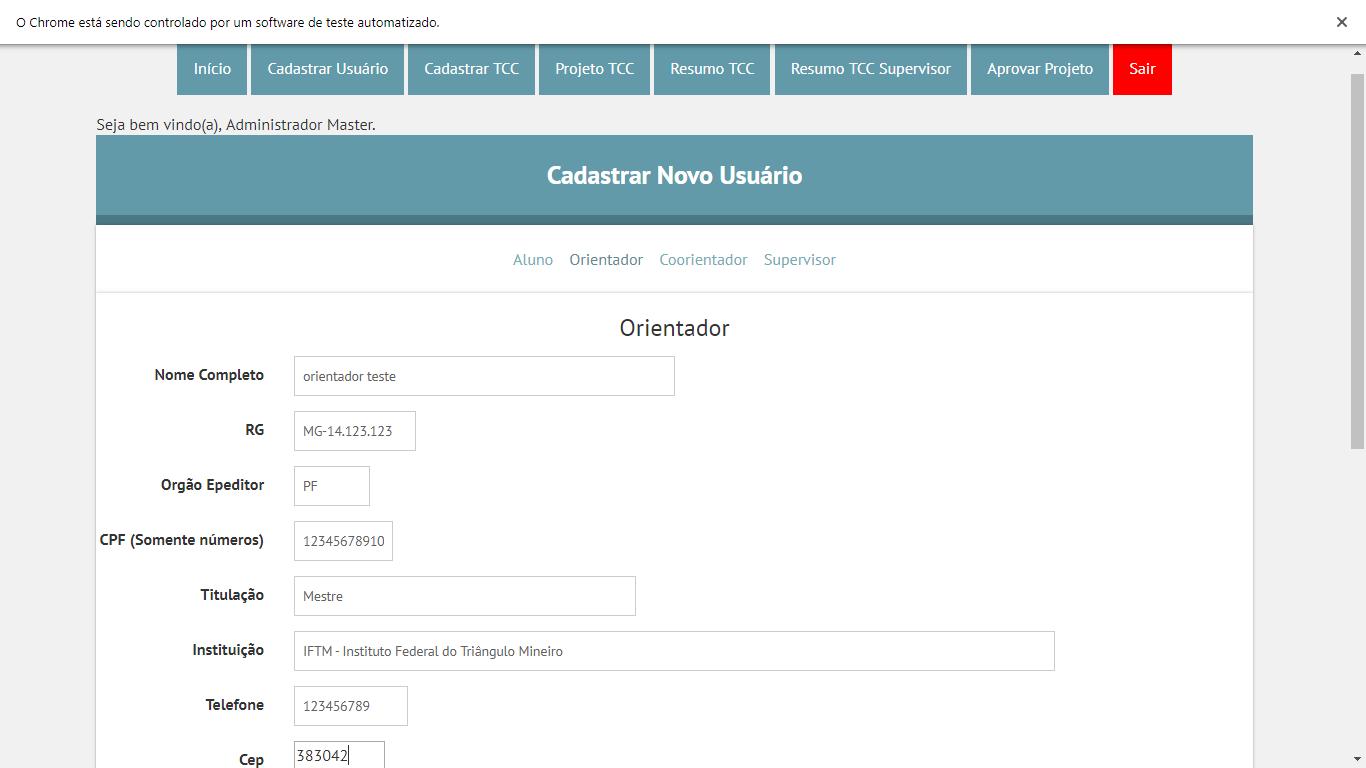 O Chrome está sendo controlado por um software de teste automatizado.
Início Cadastrar Usuário Cadastrar TCC Projeto TCC Resumo TCC Resumo TCC Supervisor Aprovar Projeto Sair
Seja bem vindo(a), Administrador Master.
Cadastrar Novo Usuário
Aluno Orientador Coorientador Supervisor
Orientador
Nome Completo orientador teste
RG MG-14.123.123
Orgão Epeditor PF
CPF (Somente números) 12345678910
Titulação Mestre
Instituição IFTM - Instituto Federal do Triângulo Mineiro
Telefone 123456789
Cep 383042